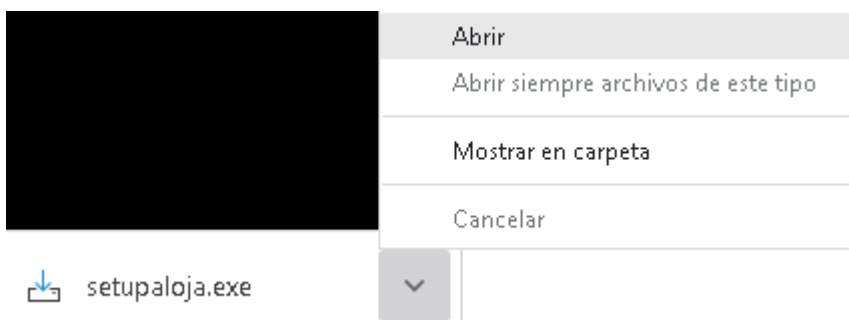 Abrir
Abrir siempre archivos de este tipo
Mostrar en carpeta
Cancelar
setupaloja.exe